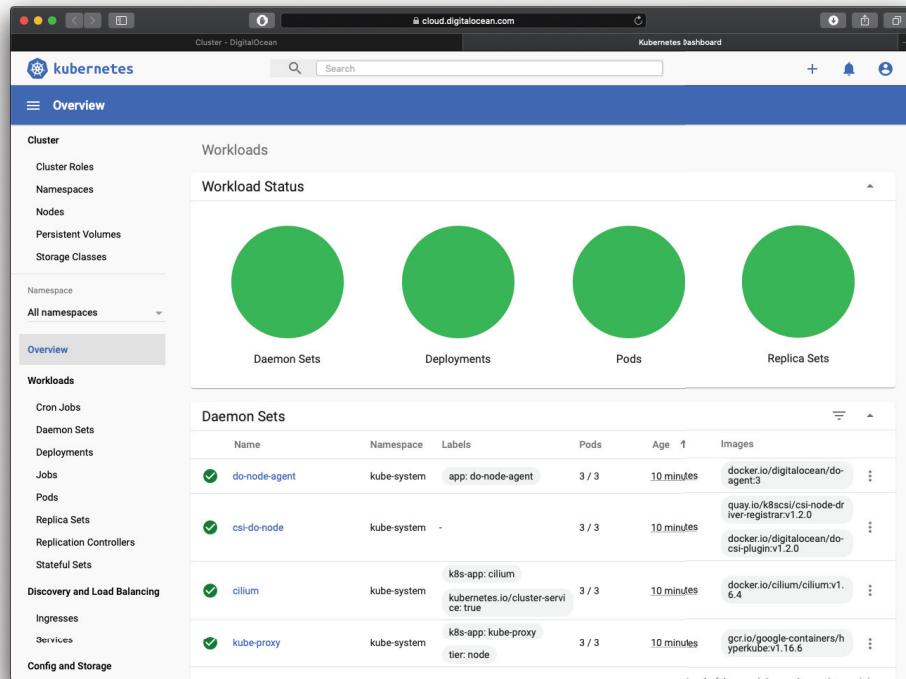 cloud.digitalocean.com
Cluster - DigitalOcean
Kubernetes Dashboard
kubernetes
Search
Overview
Cluster
Cluster Roles
Namespaces
Nodes
Persistent Volumes
Storage Classes
Namespace
All namespaces
Overview
Workloads
Cron Jobs
Daemon Sets
Deployments
Jobs
Pods
Replica Sets
Replication Controllers
Stateful Sets
Discovery and Load Balancing
Ingresses
Services
Config and Storage
Workloads
Workload Status
Daemon Sets
Deployments
Pods
Replica Sets
Daemon Sets
Name Namespace Labels Pods Age Images
do-node-agent kube-system app: do-node-agent 3 / 3 10 minutes docker.io/digitalocean/do-
agent:3
csi-do-node kube-system - 3 / 3 10 minutes quay.io/k8scsi/csi-node-dr
iver-registrar:v1.2.0
docker.io/digitalocean/do-
csi-plugin:v1.2.0
cilium kube-system k8s-app: cilium 3 / 3 10 minutes docker.io/cilium/cilium:v1.
kubernetes.io/cluster-servi 6.4
ce: true
kube-proxy kube-system k8s-app: kube-proxy 3 / 3 10 minutes gcr.io/google-containers/h
tier: node yperkube:v1.16.6